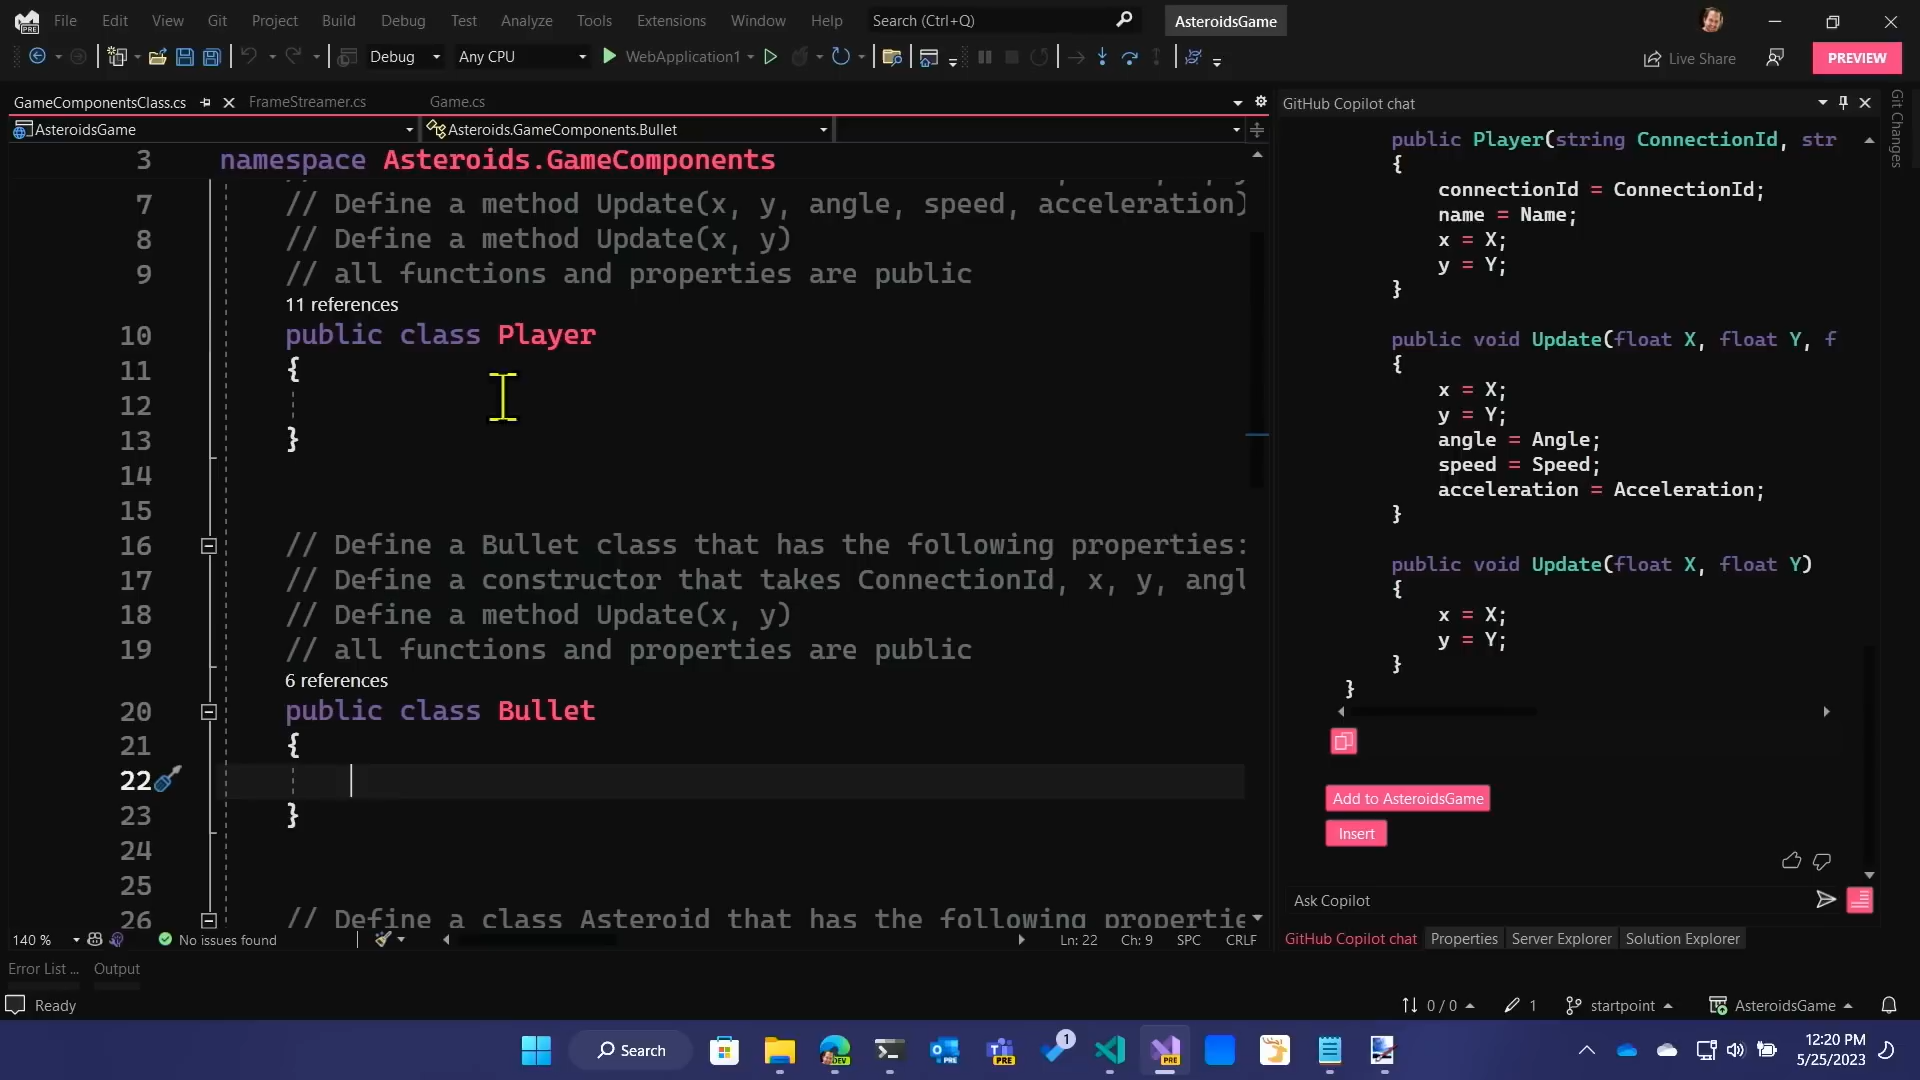 File Edit View Git Project Build Debug Test Analyze Tools Extensions Window Help Search (Ctrl+Q) AsteroidsGame
Debug Any CPU WebApplication1 Live Share PREVIEW
GameComponentsClass.cs FrameStreamer.cs Game.cs
AsteroidsGame Asteroids.GameComponents.Bullet
3 namespace Asteroids.GameComponents
7 // Define a method Update(x, y, angle, speed, acceleration)
8 // Define a method Update(x, y)
9 // all functions and properties are public
11 references
10 public class Player
11 {
12
13 }
14
15
16 // Define a Bullet class that has the following properties:
17 // Define a constructor that takes ConnectionId, x, y, angl
18 // Define a method Update(x, y)
19 // all functions and properties are public
6 references
20 public class Bullet
21 {
22
23 }
24
25
26 // Define a class Asteroid that has the following propertie
140 % No issues found Ln: 22 Ch: 9 SPC CRLF
Error List ... Output
Ready
GitHub Copilot chat
public Player(string ConnectionId, str
{
connectionId = ConnectionId;
name = Name;
x = X;
y = Y;
}
public void Update(float X, float Y, f
{
x = X;
y = Y;
angle = Angle;
speed = Speed;
acceleration = Acceleration;
}
public void Update(float X, float Y)
{
x = X;
y = Y;
}
}
Add to AsteroidsGame
Insert
Ask Copilot
GitHub Copilot chat Properties Server Explorer Solution Explorer
Git Changes
0 / 0 1 startpoint AsteroidsGame
Search
12:20 PM
5/25/2023